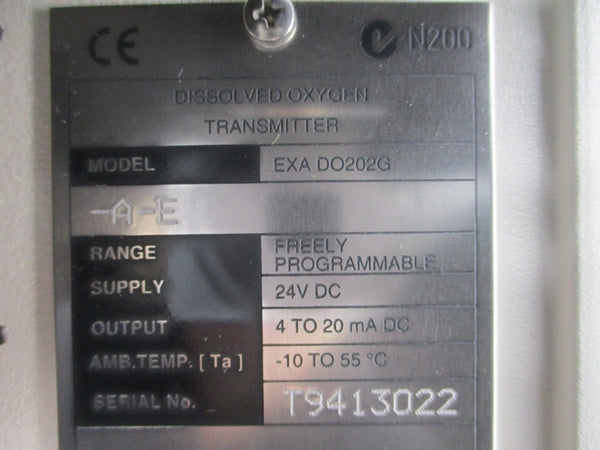 CE N200
DISSOLVED OXYGEN
TRANSMITTER
MODEL EXA DO202G
-A-E
RANGE FREELY PROGRAMMABLE
SUPPLY 24V DC
OUTPUT 4 TO 20 mA DC
AMB.TEMP. [ Ta ] -10 TO 55 °C
SERIAL No. T9413022